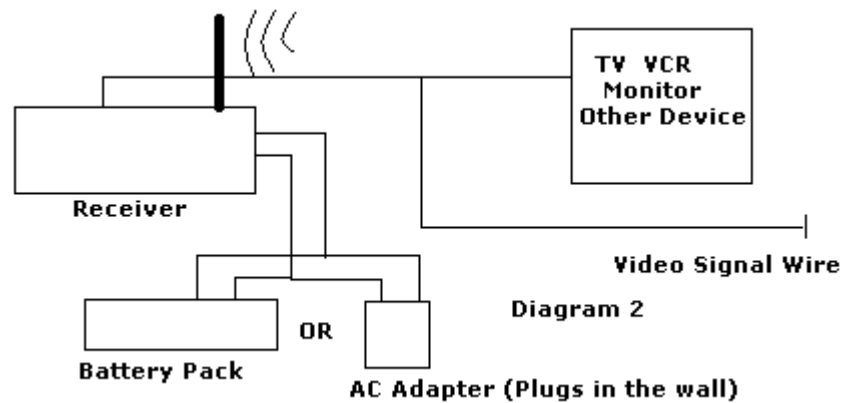 TV VCR
Monitor
Other Device
Receiver
Video Signal Wire
Diagram 2
OR
Battery Pack
AC Adapter (Plugs in the wall)